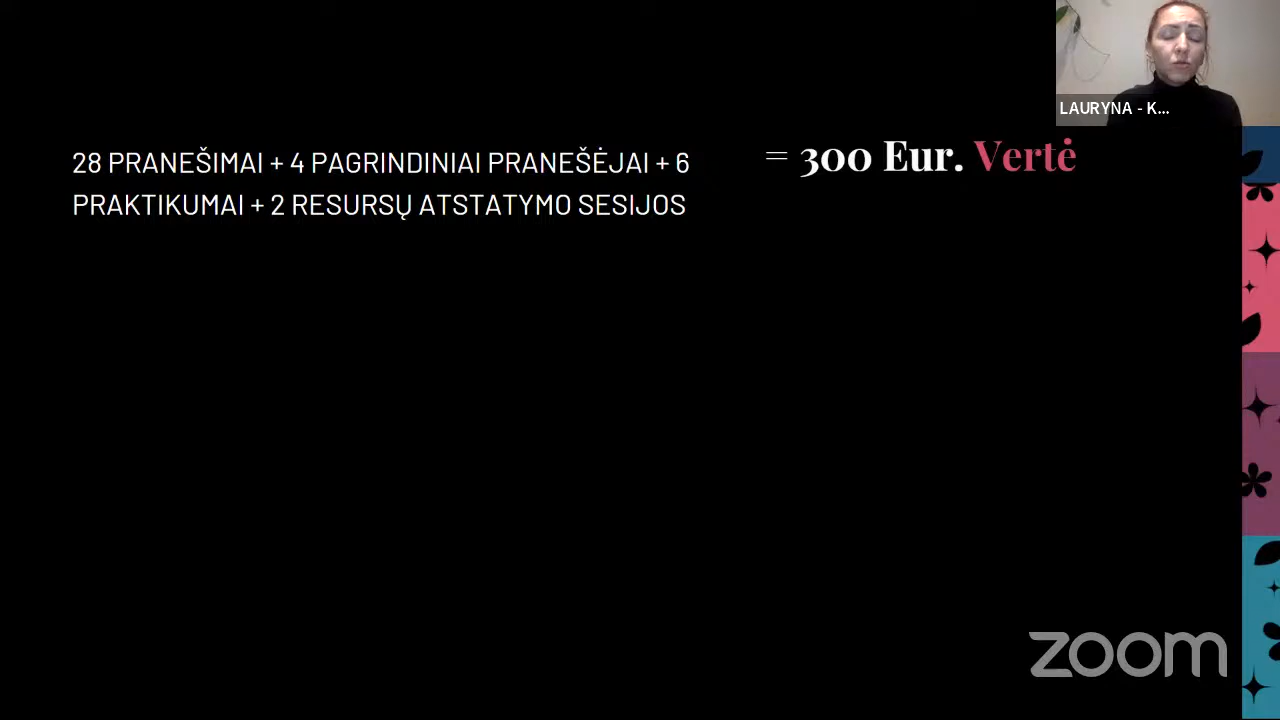 LAURYNA - K...
28 PRANEŠIMAI + 4 PAGRINDINIAI PRANEŠĖJAI + 6
PRAKTIKUMAI + 2 RESURSŲ ATSTATYMO SESIJOS
= 300 Eur. Vertė
zoom